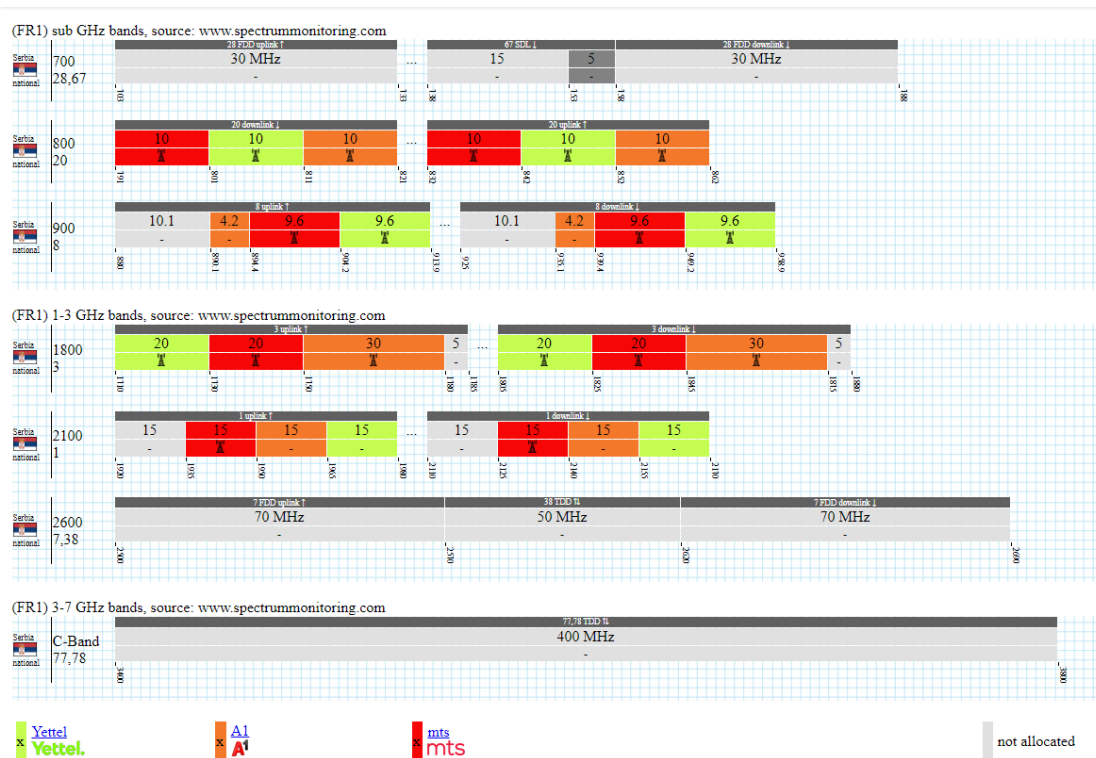 (FR1) sub GHz bands, source: www.spectrummonitoring.com
28 FDD uplink ↑ 67 SDL ↓ 28 FDD downlink ↓
Serbia 700 30 MHz ... 15 5 30 MHz
national 28,67 - - - -
703 733 738 753 758 788
20 downlink ↓ 20 uplink ↑
Serbia 800 10 10 10 ... 10 10 10
national 20
791 801 811 821 832 842 852 862
8 uplink ↑ 8 downlink ↓
Serbia 900 10.1 4.2 9.6 9.6 ... 10.1 4.2 9.6 9.6
national 8 - - - -
880 890.1 894.4 904.2 913.9 925 935.1 939.4 949.2 958.9
(FR1) 1-3 GHz bands, source: www.spectrummonitoring.com
3 uplink ↑ 3 downlink ↓
Serbia 1800 20 20 30 5 ... 20 20 30 5
national 3 - -
1710 1730 1750 1780 1785 1805 1825 1845 1875 1880
1 uplink ↑ 1 downlink ↓
Serbia 2100 15 15 15 15 ... 15 15 15 15
national 1 - - - - - -
1920 1935 1950 1965 1980 2110 2125 2140 2155 2170
7 FDD uplink ↑ 38 TDD ⇅ 7 FDD downlink ↓
Serbia 2600 70 MHz 50 MHz 70 MHz
national 7,38 - - -
2500 2570 2620 2690
(FR1) 3-7 GHz bands, source: www.spectrummonitoring.com
77,78 TDD ⇅
Serbia C-Band 400 MHz
national 77,78 -
3400 3800
Yettel A1 mts
x Yettel. x A1 x mts not allocated